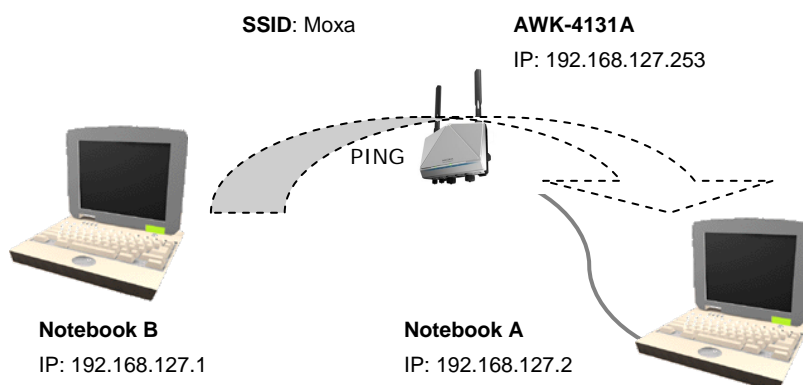 SSID: Moxa
AWK-4131A
IP: 192.168.127.253
PING
Notebook B
IP: 192.168.127.1
Notebook A
IP: 192.168.127.2